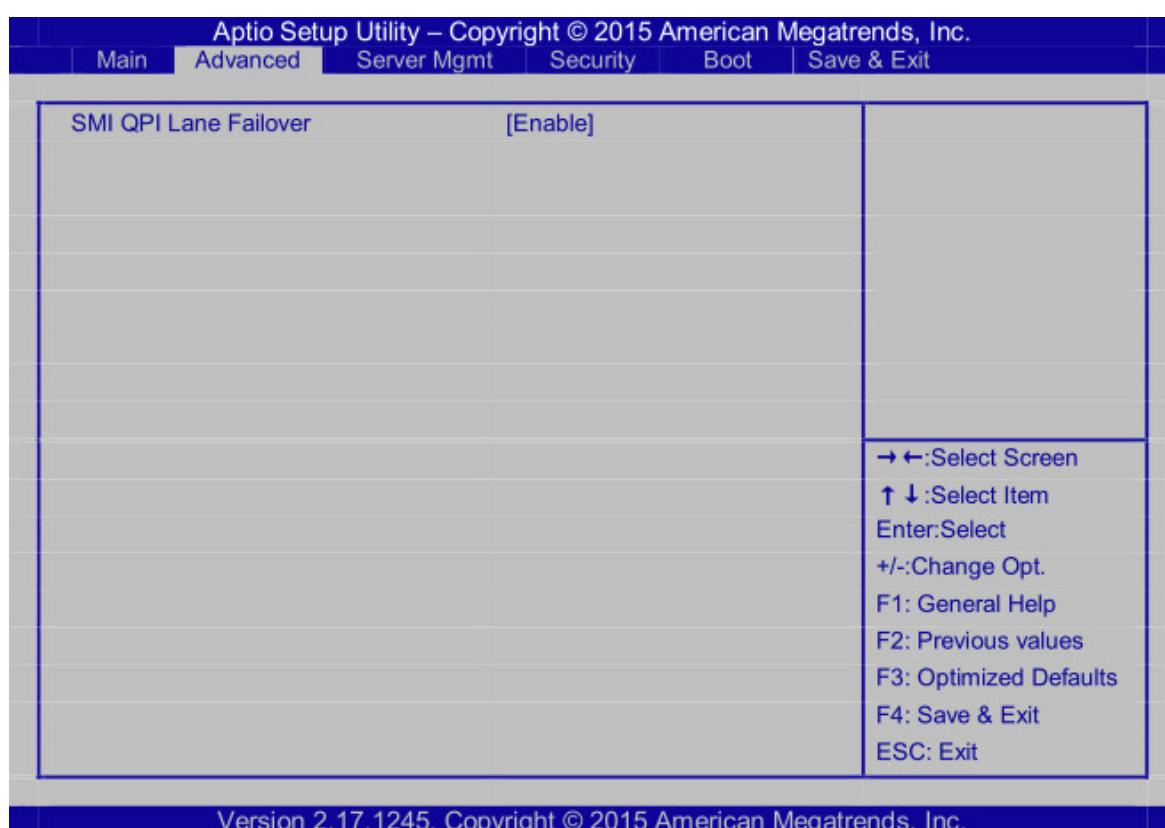 Aptio Setup Utility – Copyright © 2015 American Megatrends, Inc.
Main Advanced Server Mgmt Security Boot Save & Exit
SMI QPI Lane Failover [Enable]
→←:Select Screen
↑↓:Select Item
Enter:Select
+/-:Change Opt.
F1: General Help
F2: Previous values
F3: Optimized Defaults
F4: Save & Exit
ESC: Exit
Version 2.17.1245. Copyright © 2015 American Megatrends, Inc.